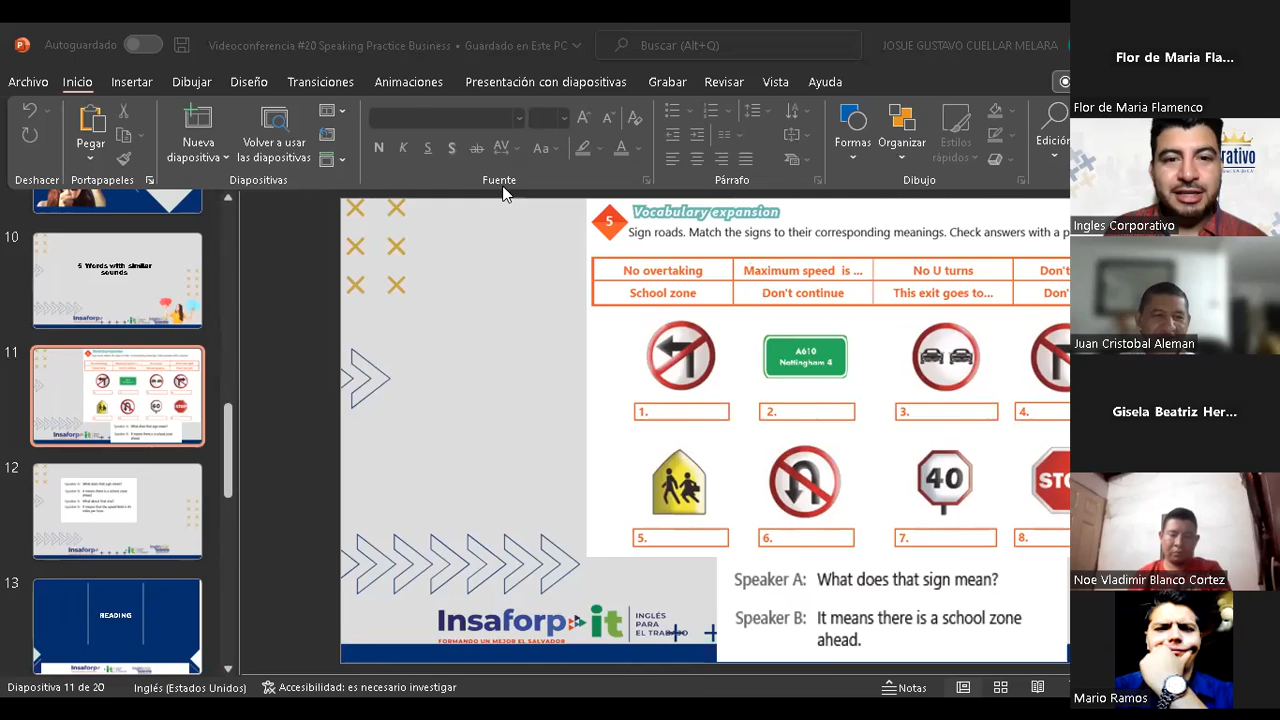 Autoguardado
Videoconferencia #20 Speaking Practice Business • Guardado en Este PC
Buscar (Alt+Q)
JOSUE GUSTAVO CUELLAR MELARA
Archivo Inicio Insertar Dibujar Diseño Transiciones Animaciones Presentación con diapositivas Grabar Revisar Vista Ayuda
Pegar
Nueva diapositiva
Volver a usar las diapositivas
Formas Organizar Estilos rápidos Edición
Deshacer Portapapeles Diapositivas Fuente Párrafo Dibujo
10
5 Words with similar sounds
11
12
13
READING
5 Vocabulary expansion
Sign roads. Match the signs to their corresponding meanings. Check answers with a p
No overtaking Maximum speed is ... No U turns Don't
School zone Don't continue This exit goes to... Don'
A610
Nottingham 4
1. 2. 3. 4.
40 STO
5. 6. 7. 8.
Speaker A: What does that sign mean?
Speaker B: It means there is a school zone
ahead.
Insaforp it INGLÉS PARA EL TRABAJO
FORMANDO UN MEJOR EL SALVADOR
Diapositiva 11 de 20 Inglés (Estados Unidos) Accesibilidad: es necesario investigar Notas
Flor de Maria Fla...
Flor de Maria Flamenco
Ingles Corporativo
Juan Cristobal Aleman
Gisela Beatriz Her...
Noe Vladimir Blanco Cortez
Mario Ramos